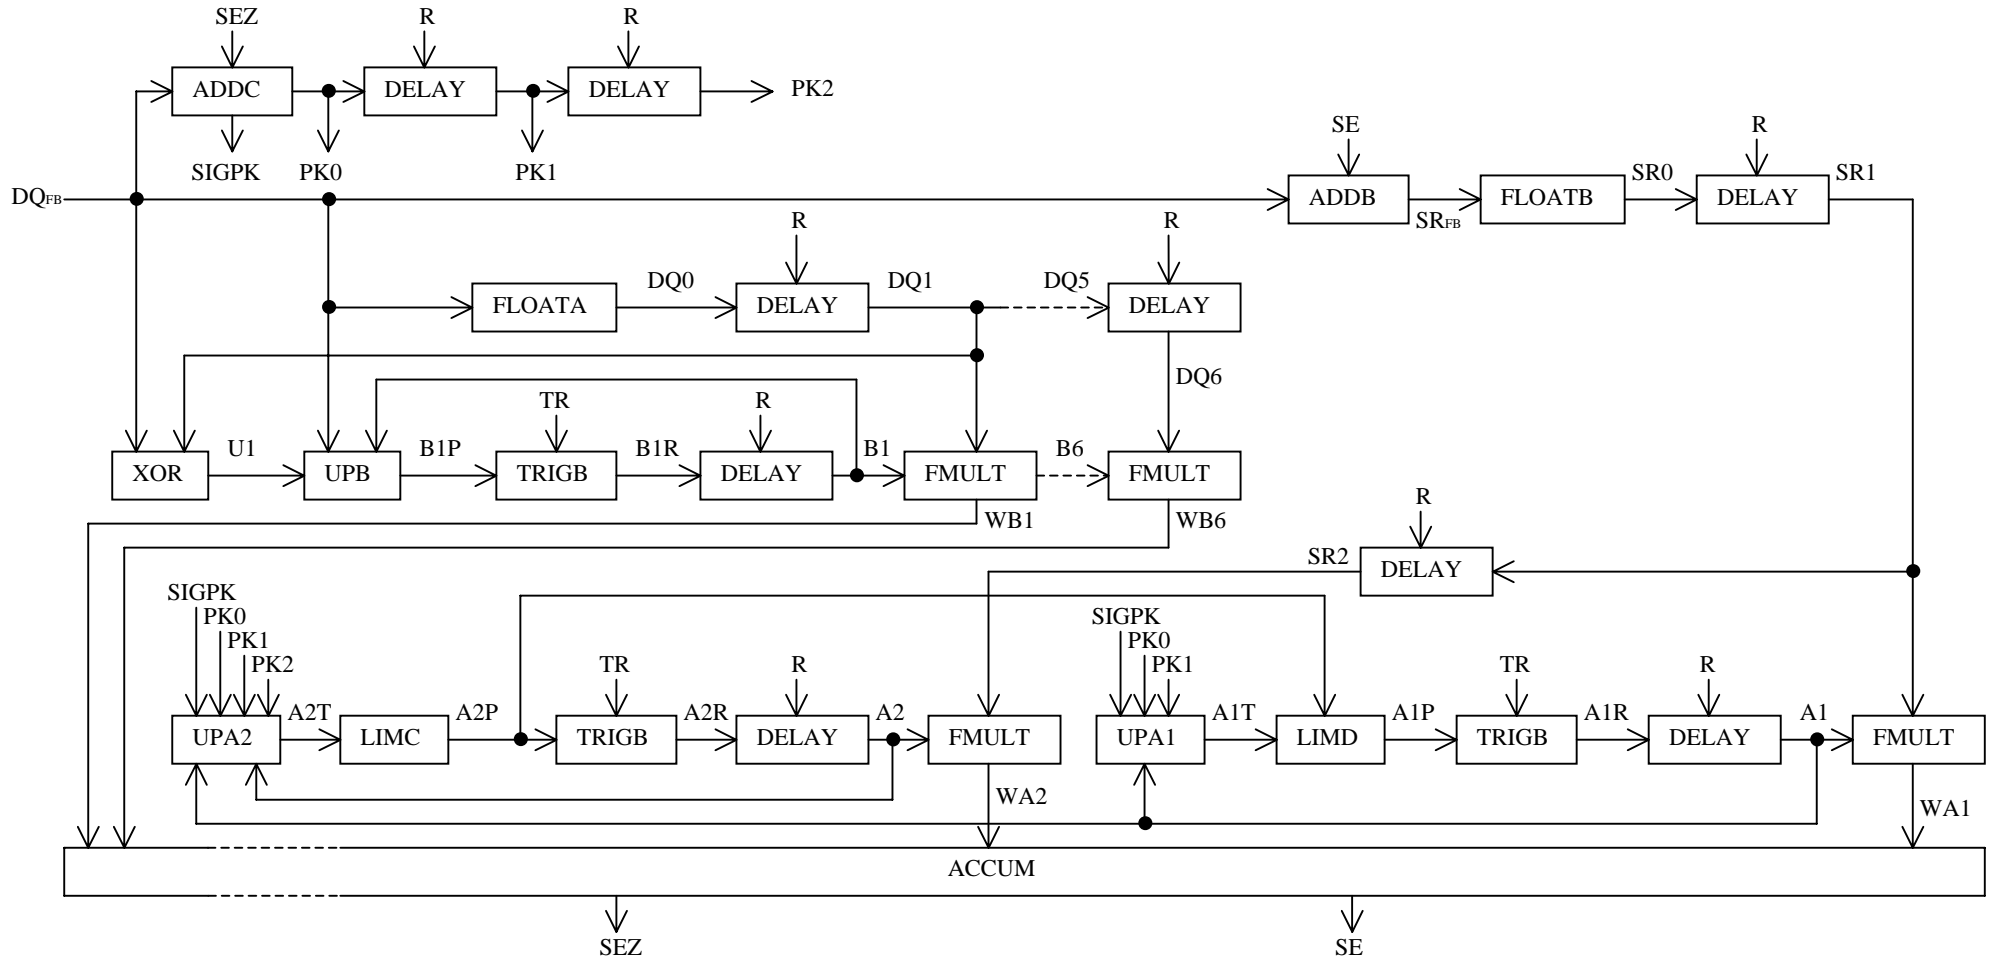 SEZ R R
ADDC DELAY DELAY PK2
SIGPK PK0 PK1
SE R
DQFB ADDB SRFB FLOATB SR0 DELAY SR1
R R
FLOATA DQ0 DELAY DQ1 DQ5 DELAY
DQ6
TR R
XOR U1 UPB B1P TRIGB B1R DELAY B1 FMULT B6 FMULT
WB1 WB6
R
SR2 DELAY
SIGPK SIGPK
PK0 PK0
PK1 PK1
PK2 TR R TR R
UPA2 A2T LIMC A2P TRIGB A2R DELAY A2 FMULT UPA1 A1T LIMD A1P TRIGB A1R DELAY A1 FMULT
WA2 WA1
ACCUM
SEZ SE